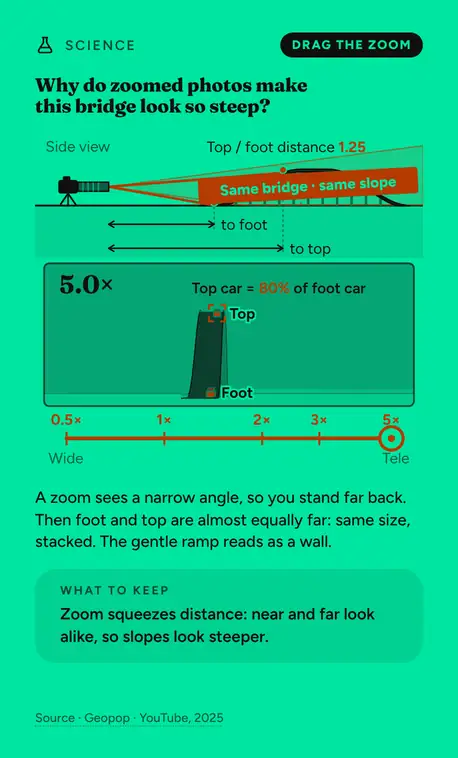 SCIENCE
DRAG THE ZOOM
Why do zoomed photos make
this bridge look so steep?
Side view
Top / foot distance 1.25
Same bridge · same slope
to foot
to top
5.0×
Top car = 80% of foot car
Top
Foot
0.5× 1× 2× 3× 5×
Wide Tele
A zoom sees a narrow angle, so you stand far back.
Then foot and top are almost equally far: same size,
stacked. The gentle ramp reads as a wall.
WHAT TO KEEP
Zoom squeezes distance: near and far look
alike, so slopes look steeper.
Source · Geopop · YouTube, 2025